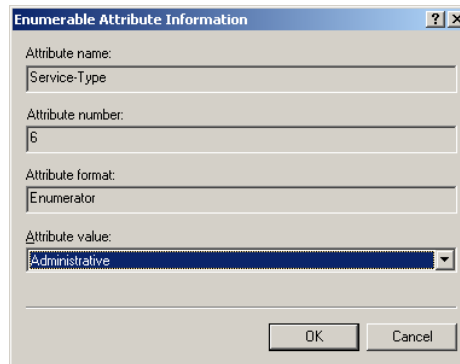 Enumerable Attribute Information
Attribute name:
Service-Type
Attribute number:
6
Attribute format:
Enumerator
Attribute value:
Administrative
OK Cancel